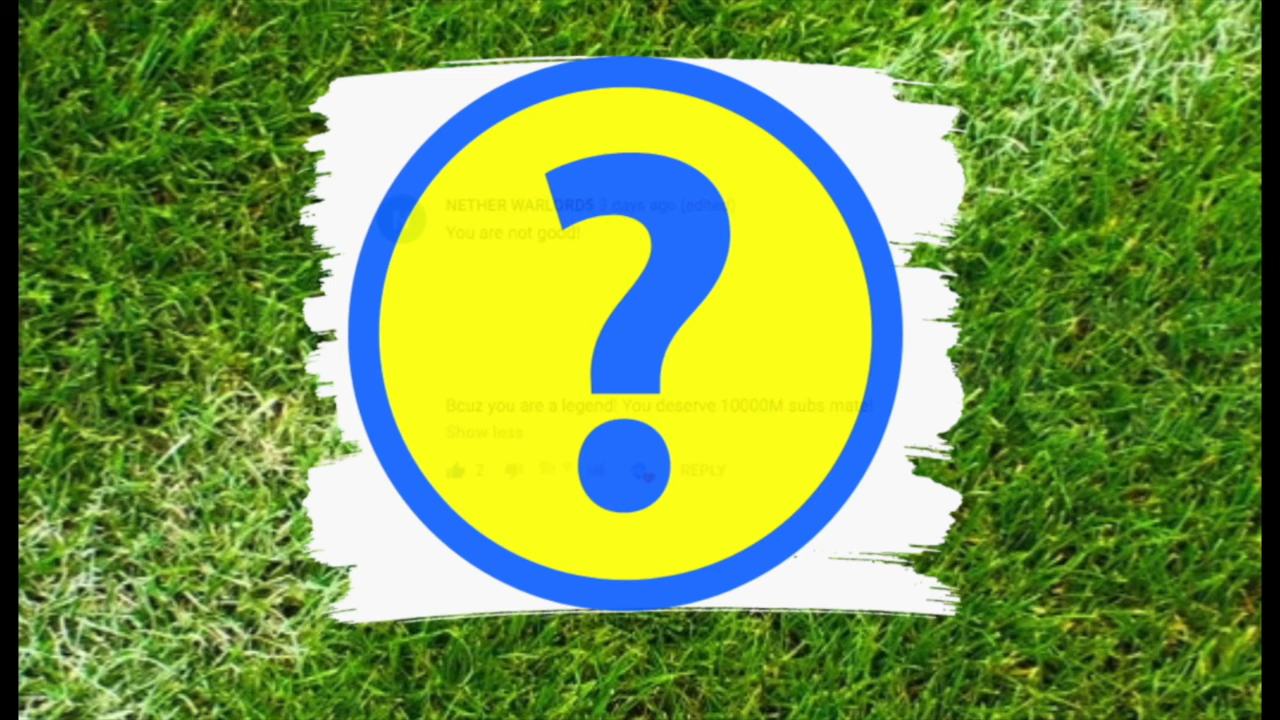 NETHER WARLORDS 3 days ago (edited)
You are not good!
?
Bcuz you are a legend! You deserve 10000M subs mate!
Show less
2 REPLY